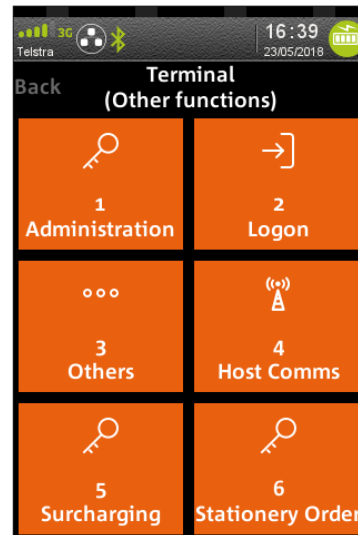 3G
16:39
Telstra
23/05/2018
Back
Terminal
(Other functions)
1
Administration
2
Logon
3
Others
4
Host Comms
5
Surcharging
6
Stationery Order